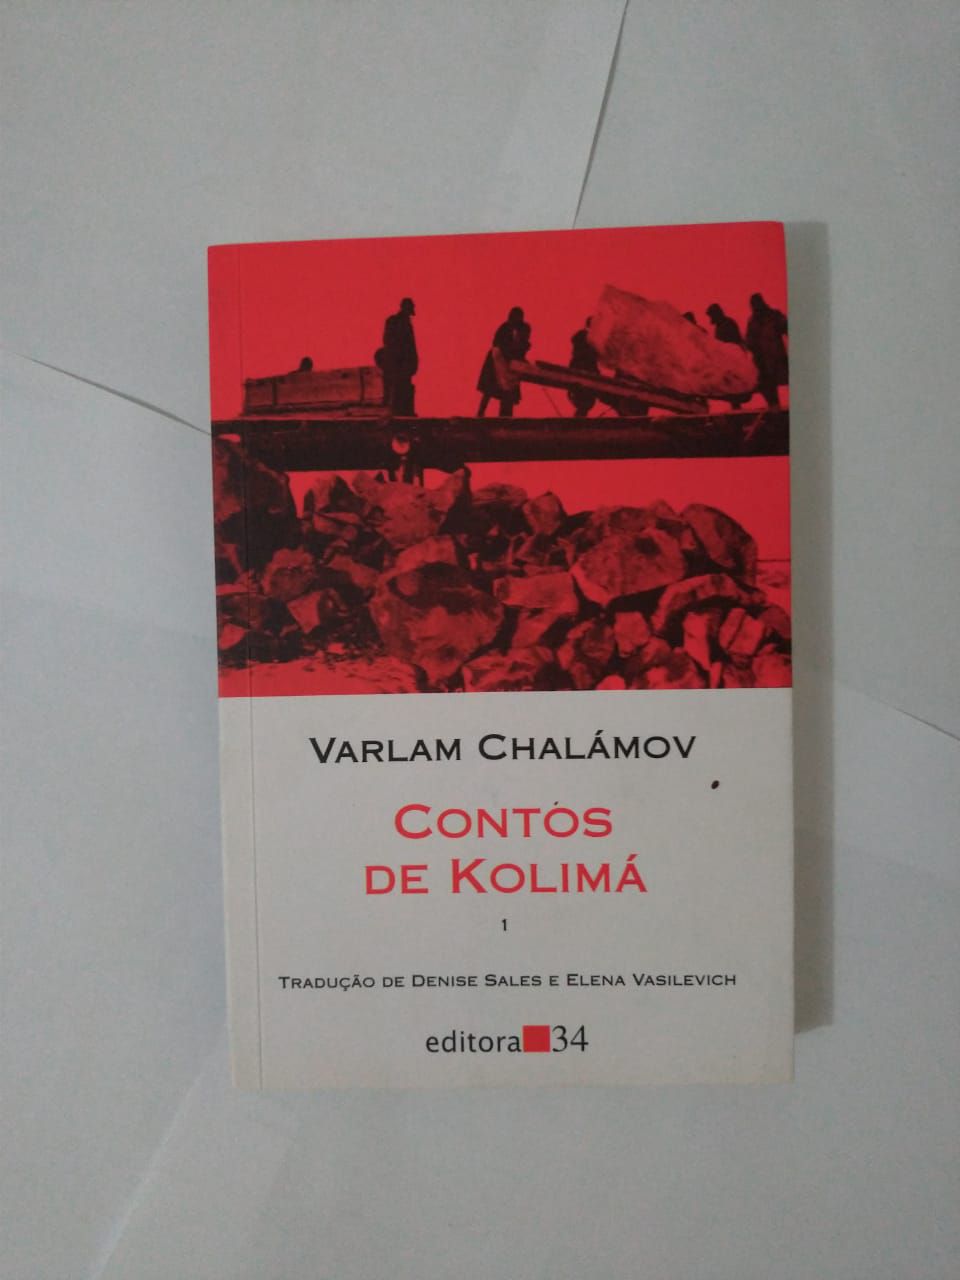 VARLAM CHALÁMOV
CONTOS
DE KOLIMÁ
1
TRADUÇÃO DE DENISE SALES E ELENA VASILEVICH
editora 34